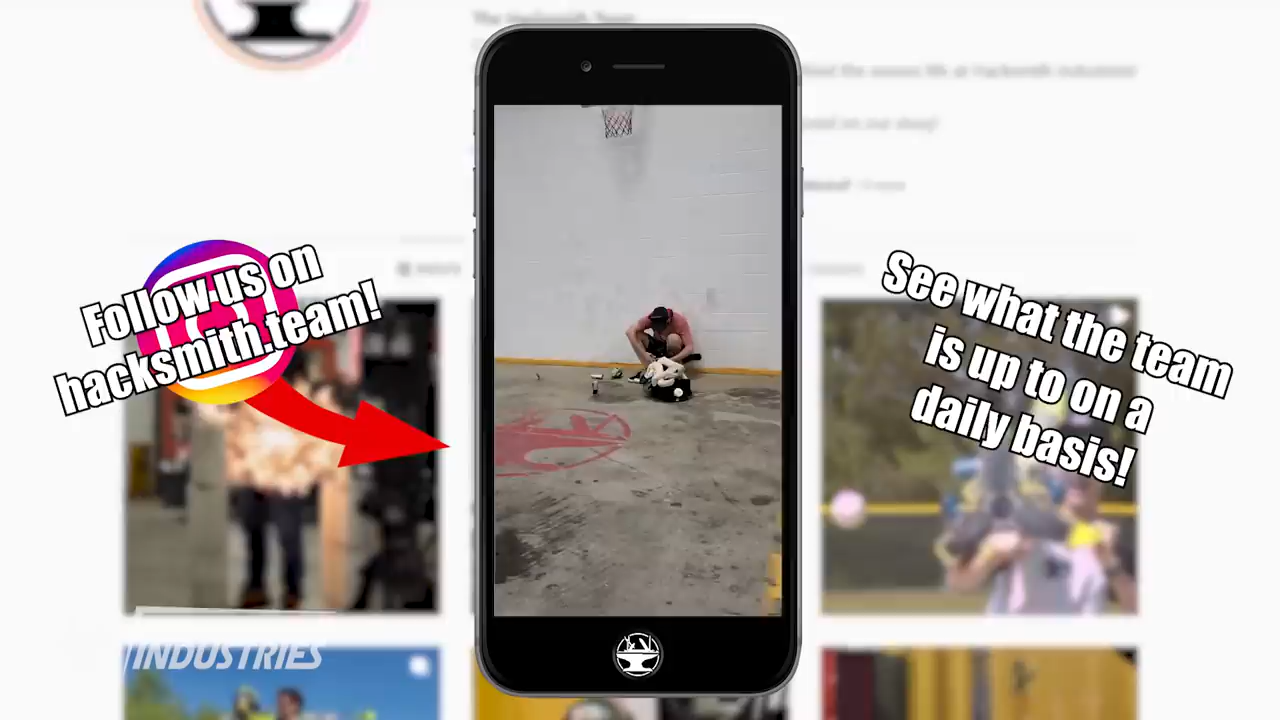 Follow us on
hacksmith.team!
See what the team
is up to on a
daily basis!
INDUSTRIES